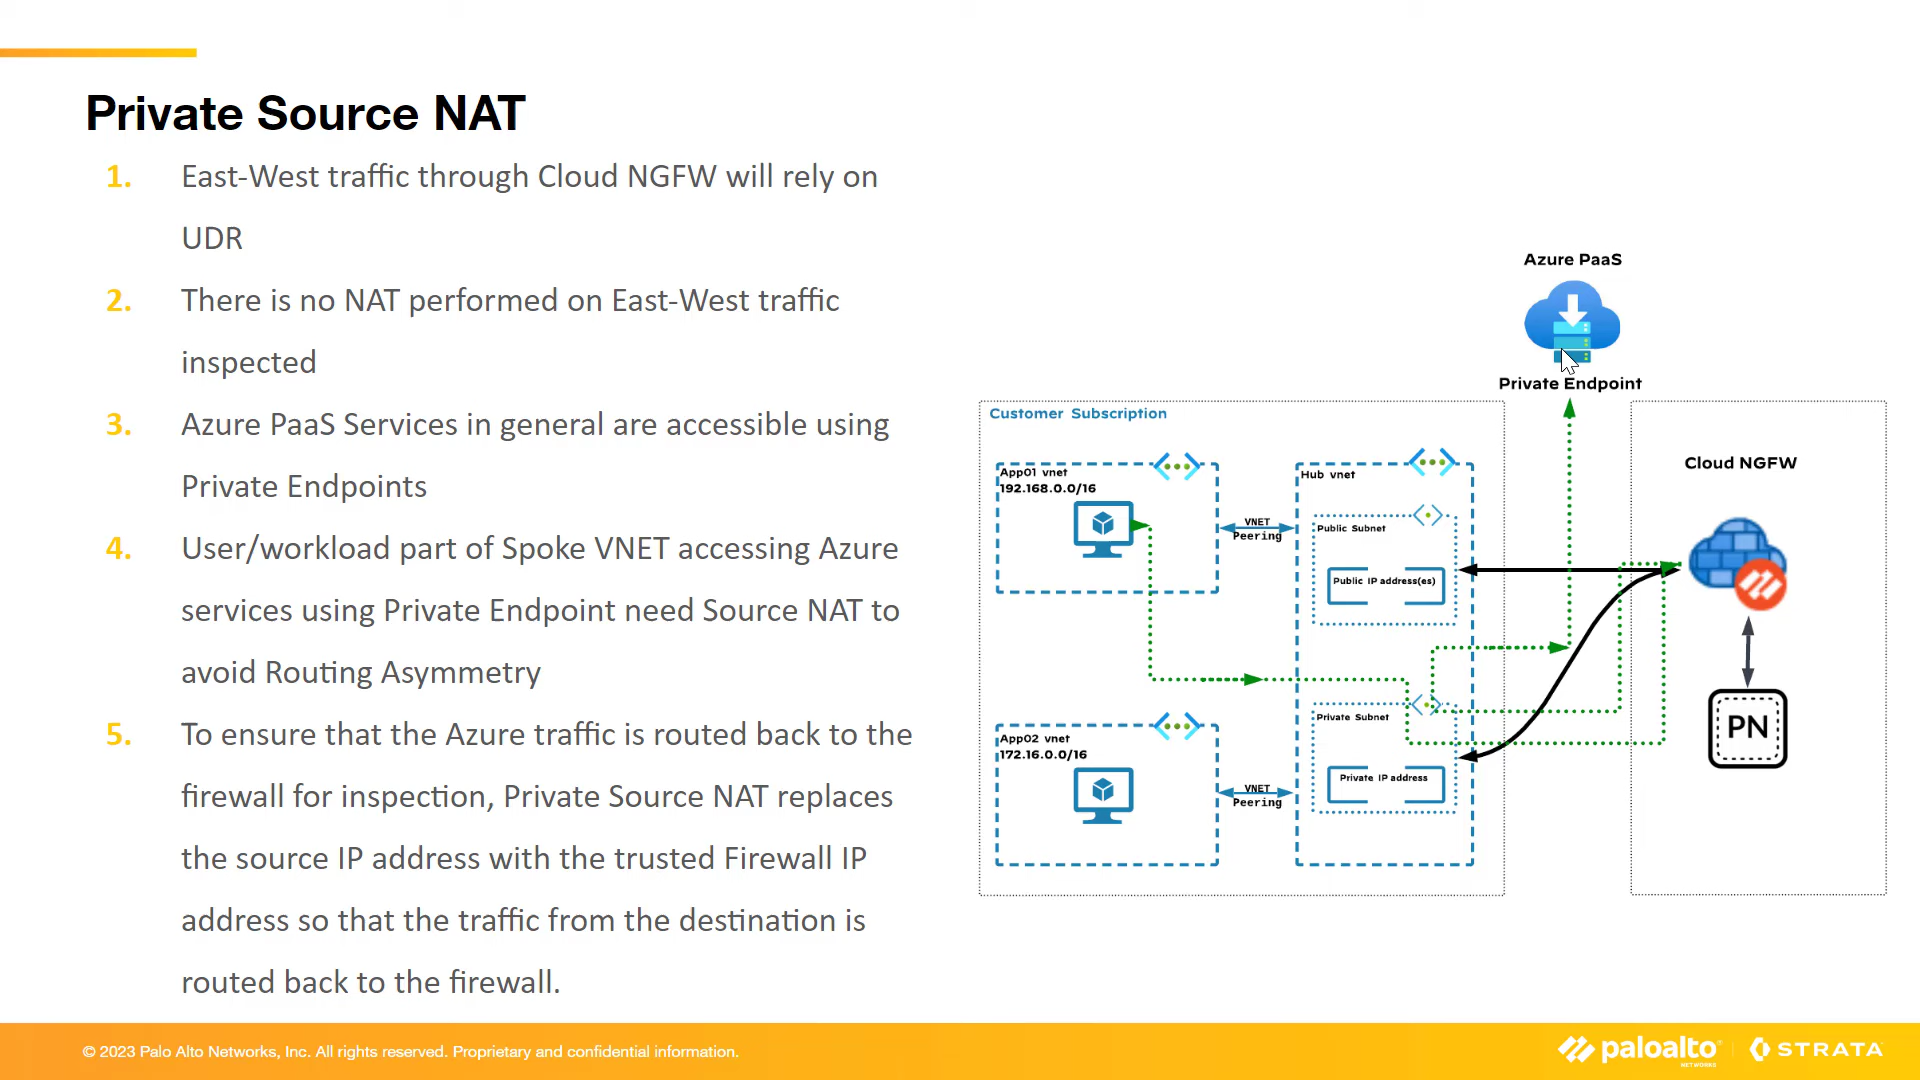 Private Source NAT
1. East-West traffic through Cloud NGFW will rely on
UDR
2. There is no NAT performed on East-West traffic
inspected
3. Azure PaaS Services in general are accessible using
Private Endpoints
4. User/workload part of Spoke VNET accessing Azure
services using Private Endpoint need Source NAT to
avoid Routing Asymmetry
5. To ensure that the Azure traffic is routed back to the
firewall for inspection, Private Source NAT replaces
the source IP address with the trusted Firewall IP
address so that the traffic from the destination is
routed back to the firewall.
Azure PaaS
Private Endpoint
Customer Subscription
App01 vnet
192.168.0.0/16
VNET
Peering
Hub vnet
Public Subnet
Public IP address(es)
Private Subnet
Private IP address
App02 vnet
172.16.0.0/16
VNET
Peering
Cloud NGFW
PN
© 2023 Palo Alto Networks, Inc. All rights reserved. Proprietary and confidential information.
paloalto
NETWORKS
STRATA